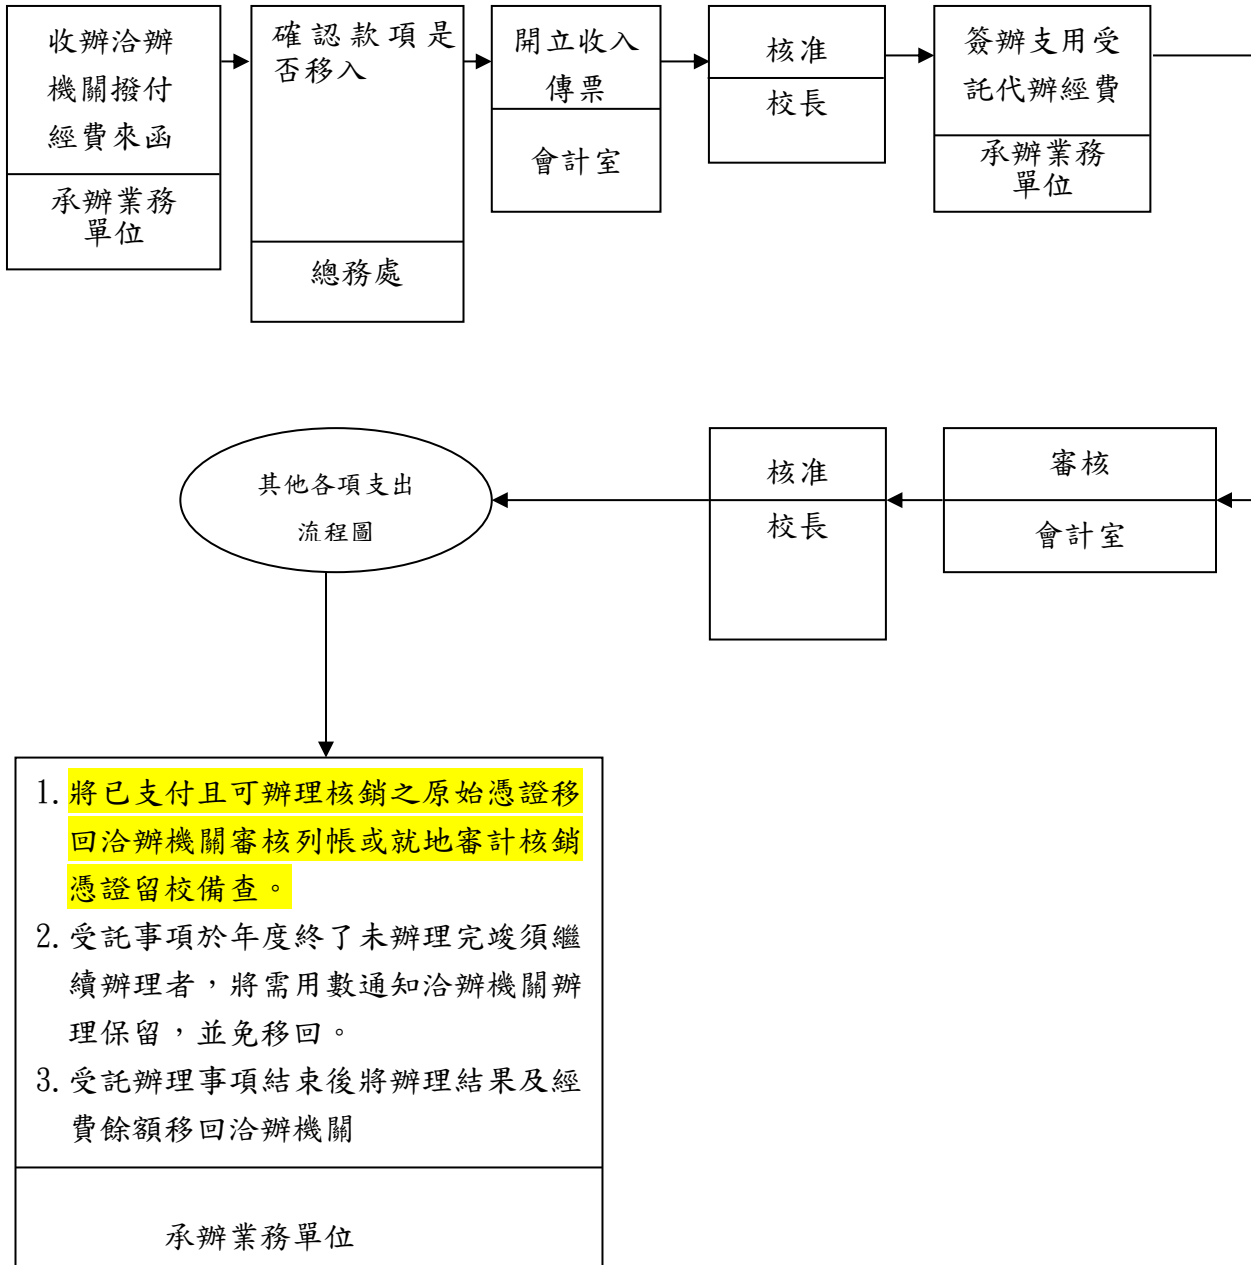 收辦洽辦
機關撥付
經費來函
承辦業務
單位
確認款項是
否移入
總務處
開立收入
傳票
會計室
核准
校長
簽辦支用受
託代辦經費
承辦業務
單位
審核
會計室
核准
校長
其他各項支出
流程圖
1. 將已支付且可辦理核銷之原始憑證移
回洽辦機關審核列帳或就地審計核銷
憑證留校備查。
2. 受託事項於年度終了未辦理完竣須繼
續辦理者，將需用數通知洽辦機關辦
理保留，並免移回。
3. 受託辦理事項結束後將辦理結果及經
費餘額移回洽辦機關
承辦業務單位